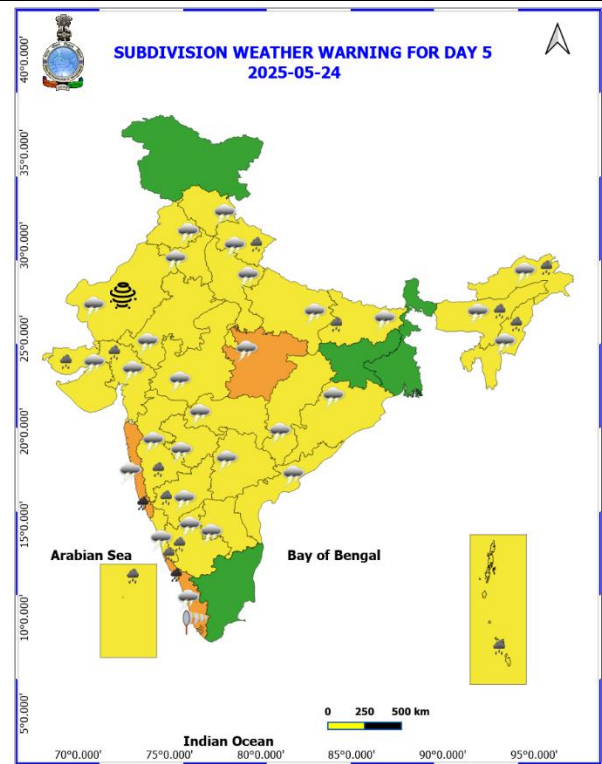 SUBDIVISION WEATHER WARNING FOR DAY 5
2025-05-24
40°0.000'
35°0.000'
30°0.000'
25°0.000'
20°0.000'
15°0.000'
10°0.000'
5°0.000'
Arabian Sea
Bay of Bengal
0 250 500 km
Indian Ocean
70°0.000' 75°0.000' 80°0.000' 85°0.000' 90°0.000' 95°0.000'